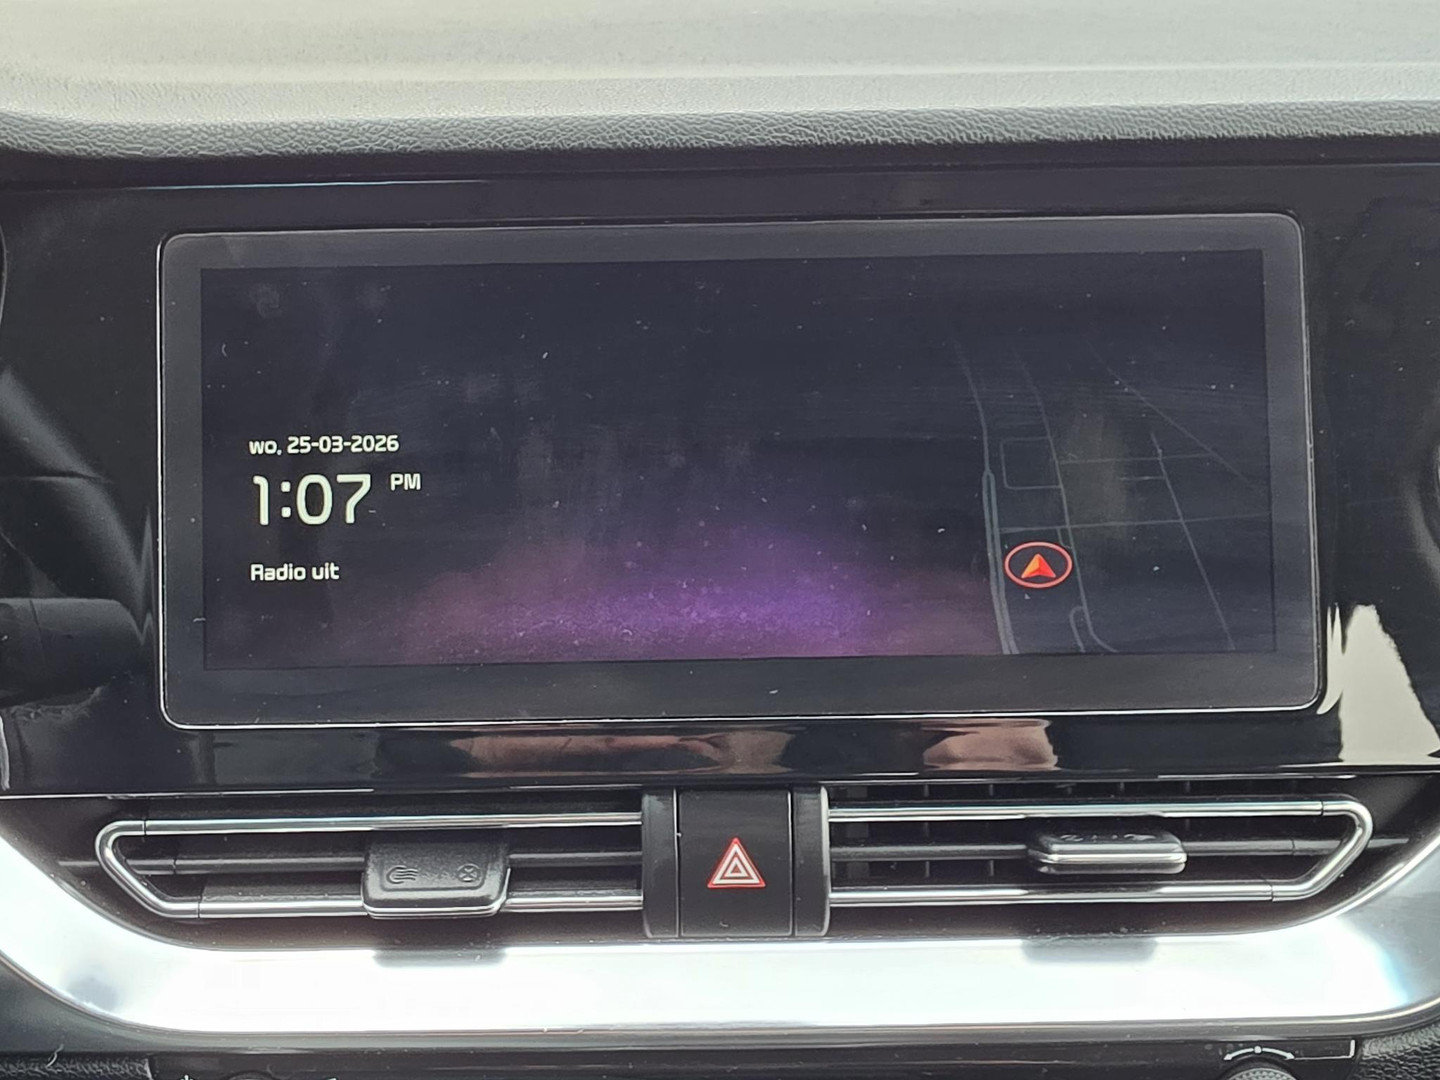 wo, 25-03-2026
1:07 PM
Radio uit